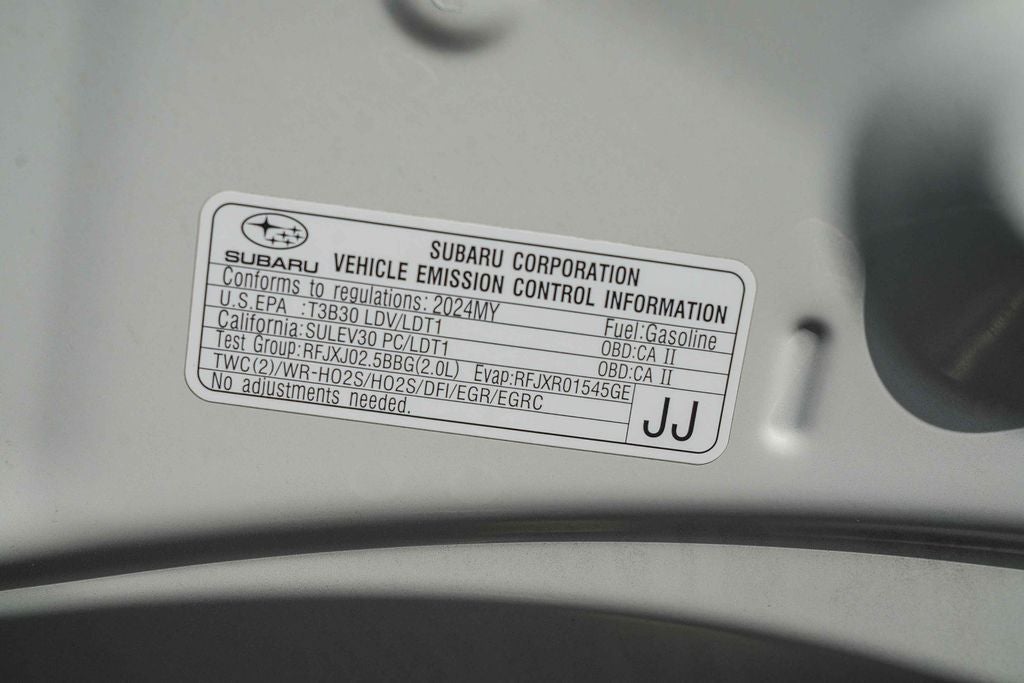 SUBARU
SUBARU CORPORATION
VEHICLE EMISSION CONTROL INFORMATION
Conforms to regulations: 2024MY Fuel:Gasoline
U.S.EPA :T3B30 LDV/LDT1 OBD:CA II
California:SULEV30 PC/LDT1 OBD:CA II
Test Group:RFJXJ02.5BBG(2.0L) Evap:RFJXR01545GE
TWC(2)/WR-HO2S/HO2S/DFI/EGR/EGRC
No adjustments needed.
JJ